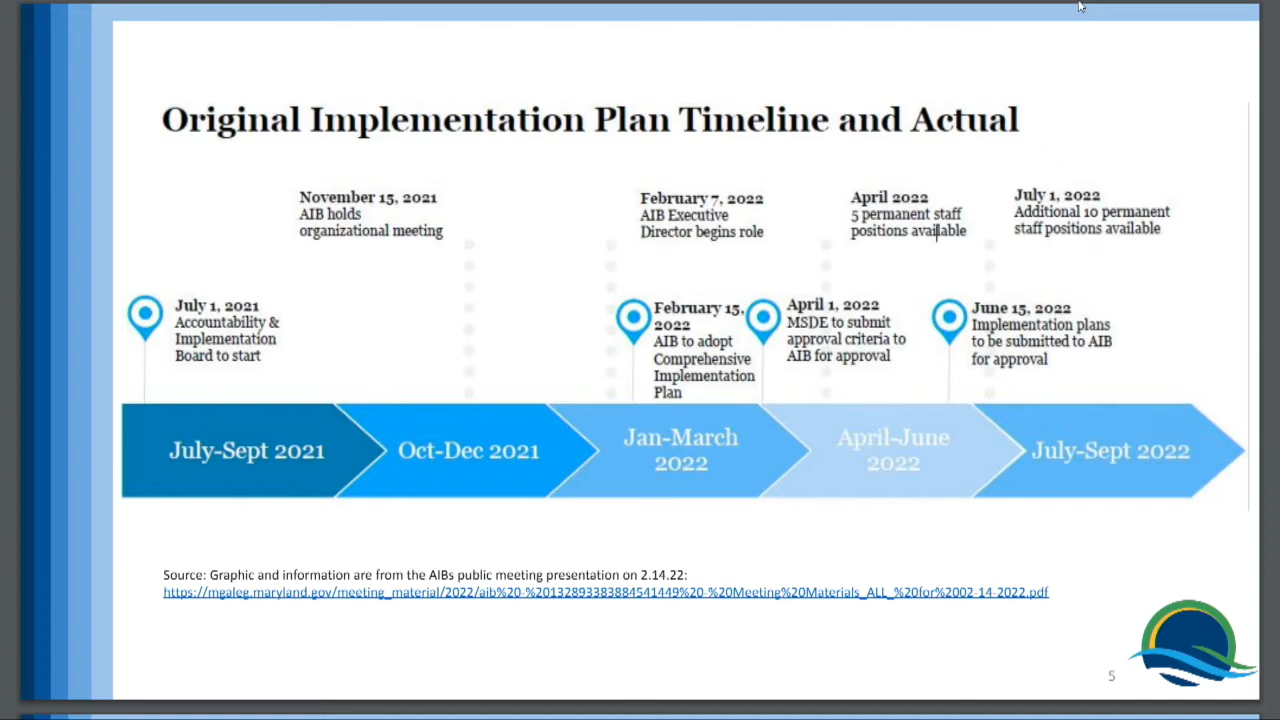 Original Implementation Plan Timeline and Actual
November 15, 2021
AIB holds
organizational meeting
February 7, 2022
AIB Executive
Director begins role
April 2022
5 permanent staff
positions available
July 1, 2022
Additional 10 permanent
staff positions available
July 1, 2021
Accountability &
Implementation
Board to start
February 15,
2022
AIB to adopt
Comprehensive
Implementation
Plan
April 1, 2022
MSDE to submit
approval criteria to
AIB for approval
June 15, 2022
Implementation plans
to be submitted to AIB
for approval
July-Sept 2021
Oct-Dec 2021
Jan-March
2022
April-June
2022
July-Sept 2022
Source: Graphic and information are from the AIBs public meeting presentation on 2.14.22:
https://mgaleg.maryland.gov/meeting_material/2022/aib%20-%20132893383884541449%20-%20Meeting%20Materials_ALL_%20for%2002-14-2022.pdf
5